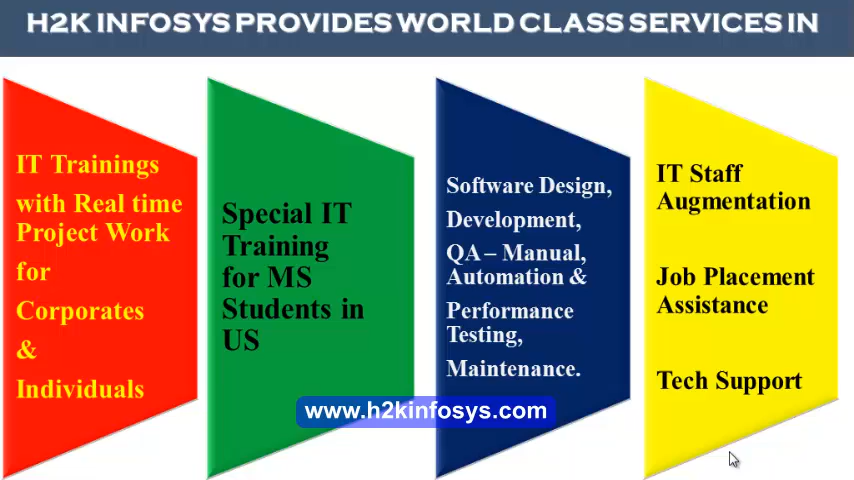 H2K INFOSYS PROVIDES WORLD CLASS SERVICES IN
IT Trainings
with Real time
Project Work
for
Corporates
&
Individuals
Special IT
Training
for MS
Students in
US
Software Design,
Development,
QA – Manual,
Automation &
Performance
Testing,
Maintenance.
IT Staff
Augmentation
Job Placement
Assistance
Tech Support
www.h2kinfosys.com